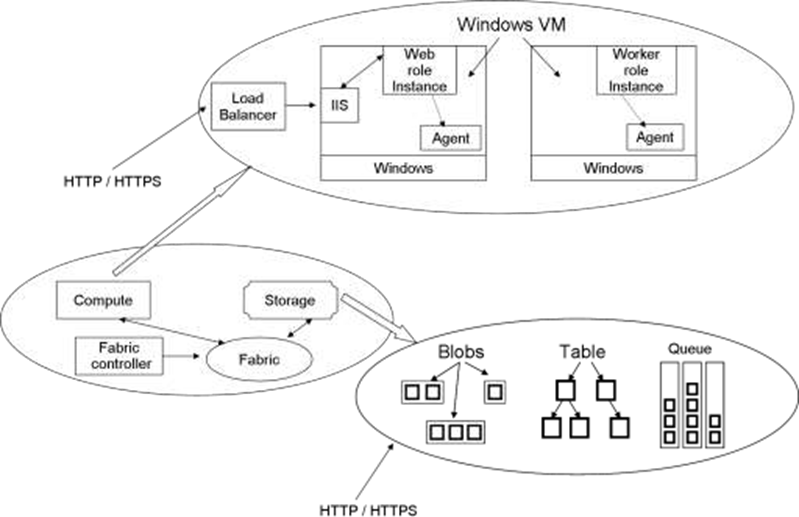 Windows VM
Web
role
Instance
Worker
role
Instance
Load
Balancer
IIS
Agent
Agent
Windows
Windows
HTTP / HTTPS
Compute
Storage
Fabric
controller
Fabric
Blobs
Table
Queue
HTTP / HTTPS